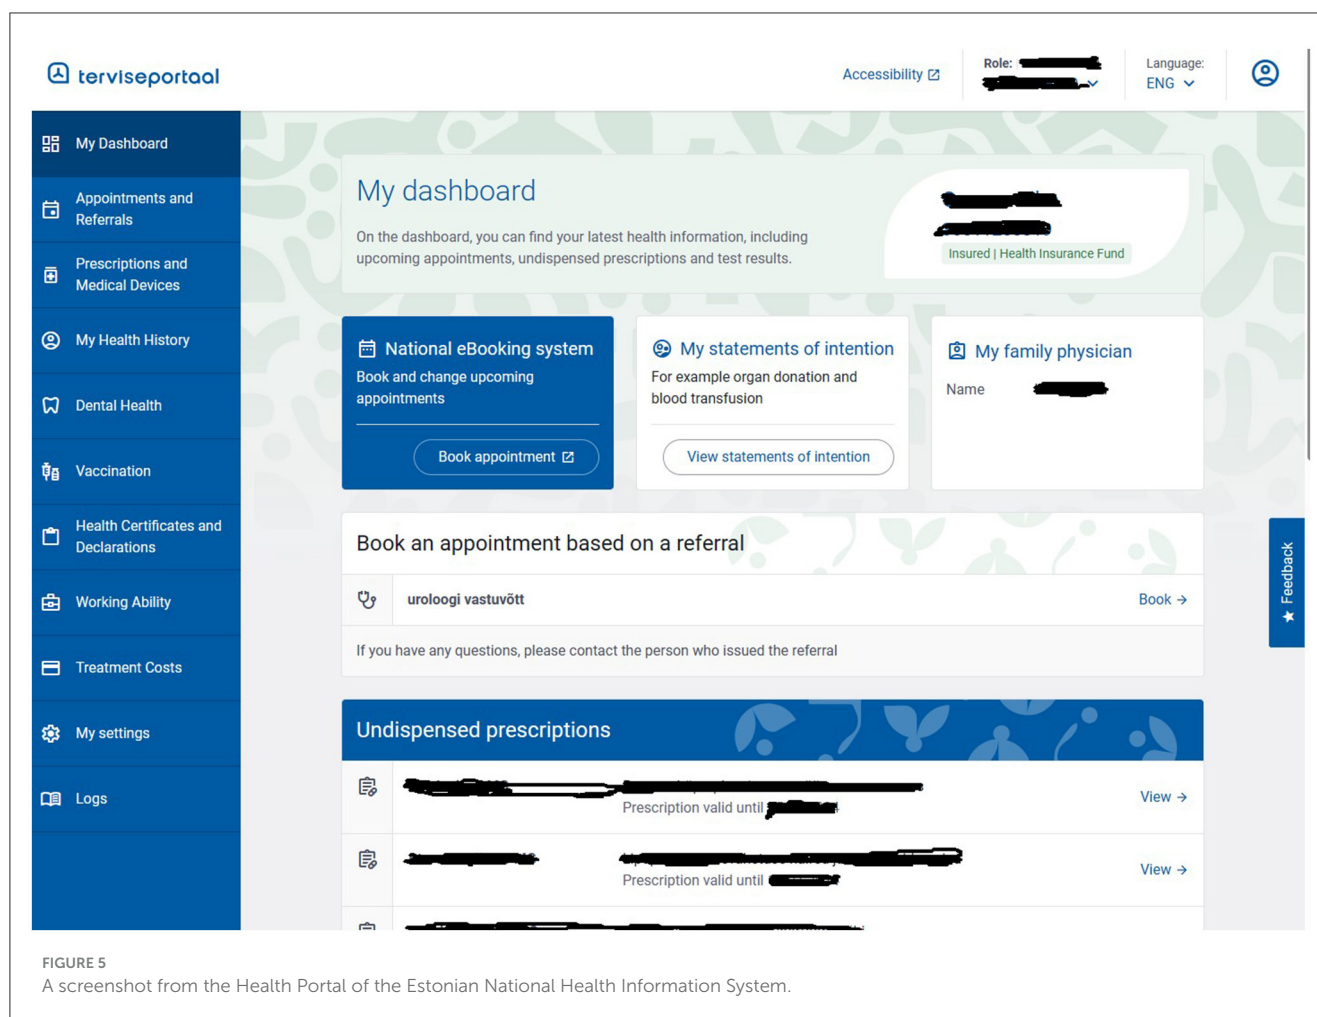 terviseportaal
Accessibility
Role:
Language:
ENG
My Dashboard
Appointments and
Referrals
Prescriptions and
Medical Devices
My Health History
Dental Health
Vaccination
Health Certificates and
Declarations
Working Ability
Treatment Costs
My settings
Logs
My dashboard
On the dashboard, you can find your latest health information, including
upcoming appointments, undispensed prescriptions and test results.
Insured | Health Insurance Fund
National eBooking system
Book and change upcoming
appointments
Book appointment
My statements of intention
For example organ donation and
blood transfusion
View statements of intention
My family physician
Name
Book an appointment based on a referral
uroloogi vastuvõtt
Book →
If you have any questions, please contact the person who issued the referral
Undispensed prescriptions
Prescription valid until
View →
Prescription valid until
View →
Feedback
FIGURE 5
A screenshot from the Health Portal of the Estonian National Health Information System.